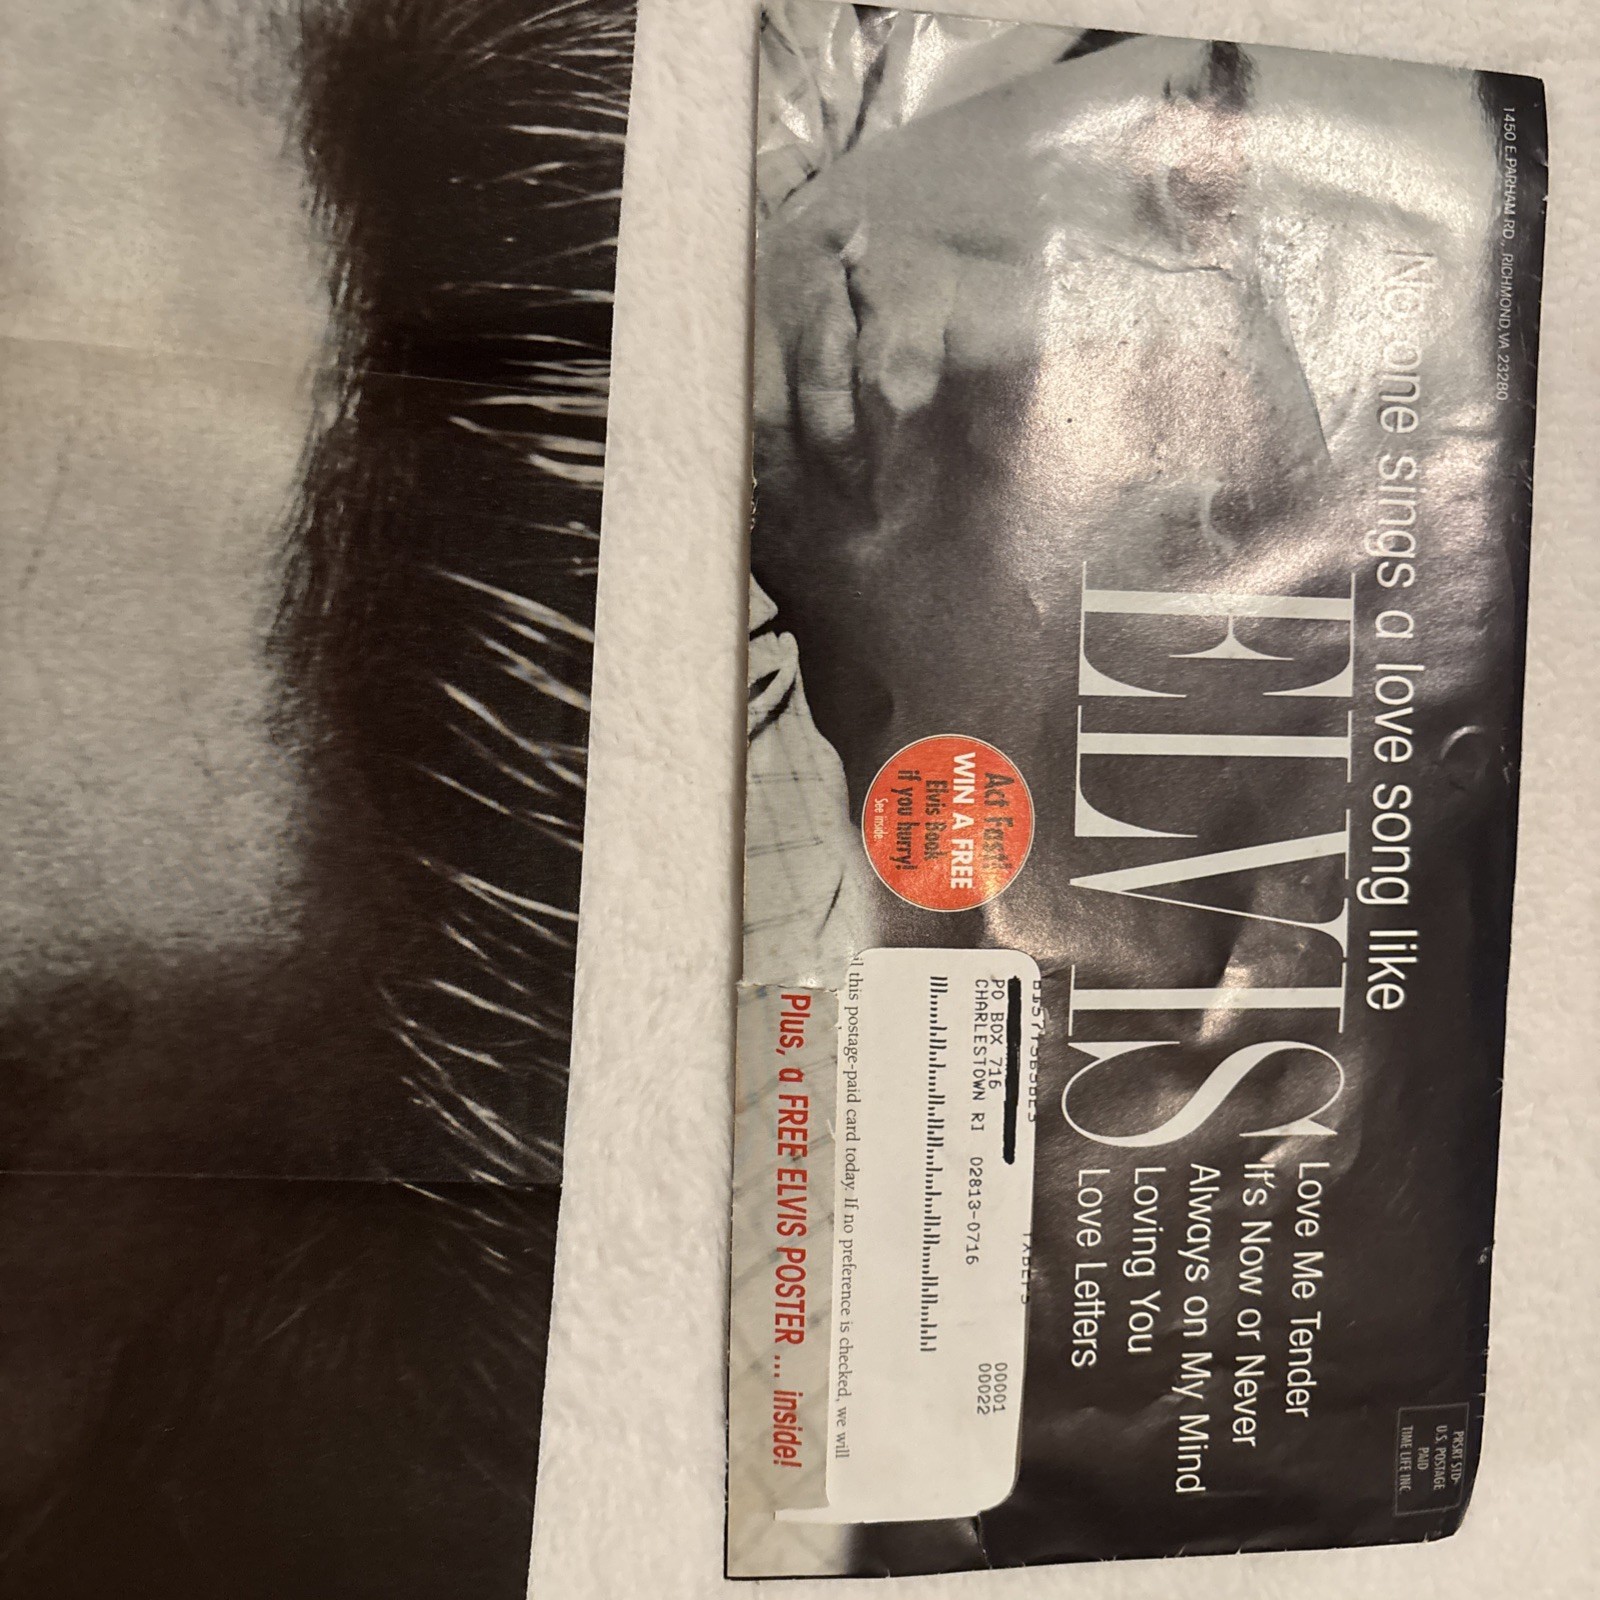 1450 E.PARHAM RD., RICHMOND, VA 23280
PRSRT STD
U.S. POSTAGE
PAID
TIME LIFE INC.
No one sings a love song like
ELVIS
Love Me Tender
It's Now or Never
Always on My Mind
Loving You
Love Letters
Act Fast!
WIN A FREE
Elvis Book
if you hurry!
See inside.
PO BOX 716
CHARLESTOWN RI 02813-0716
00001
00022
il this postage-paid card today. If no preference is checked, we will
Plus, a FREE ELVIS POSTER ... inside!